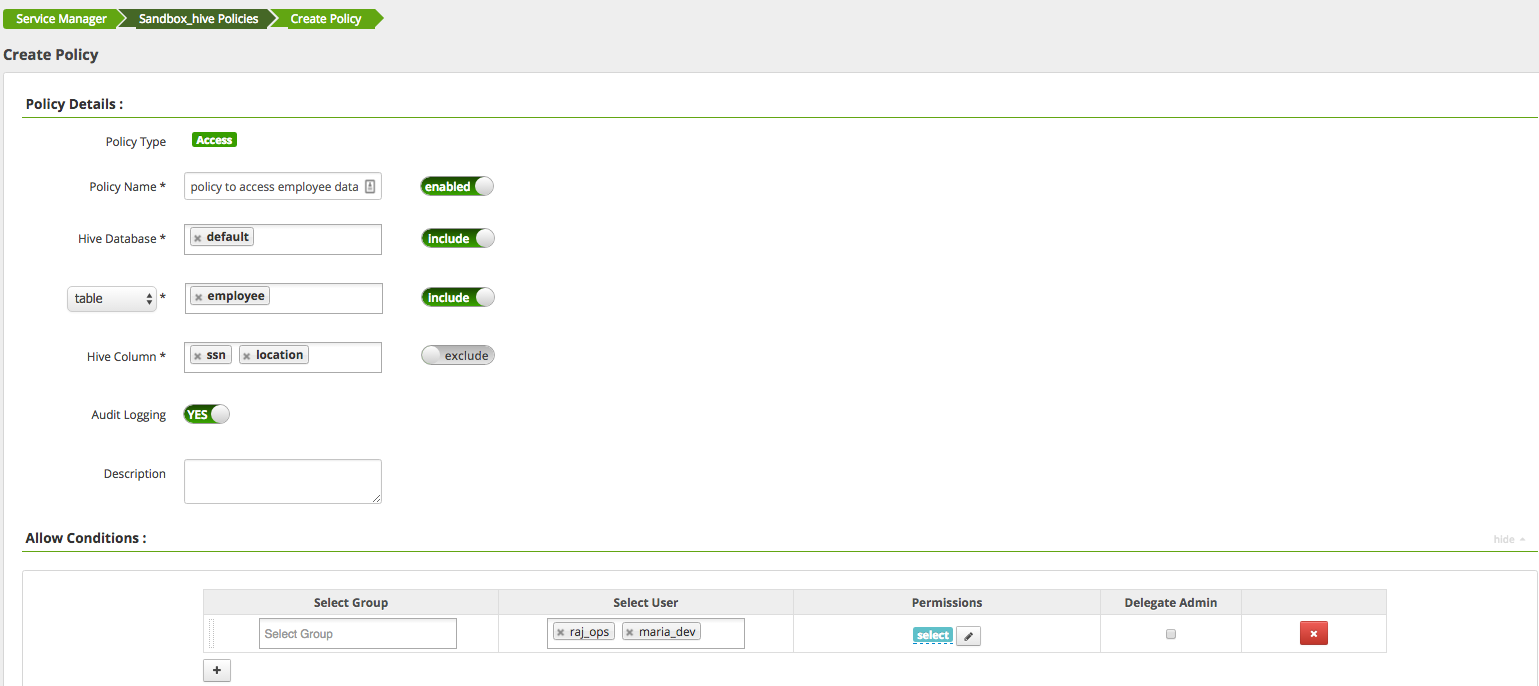 Service Manager Sandbox_hive Policies Create Policy
Create Policy
Policy Details :
Policy Type Access
Policy Name * policy to access employee data enabled
Hive Database * × default include
table * × employee include
Hive Column * × ssn × location exclude
Audit Logging YES
Description
Allow Conditions : hide
Select Group Select User Permissions Delegate Admin
Select Group × raj_ops × maria_dev select ×
+